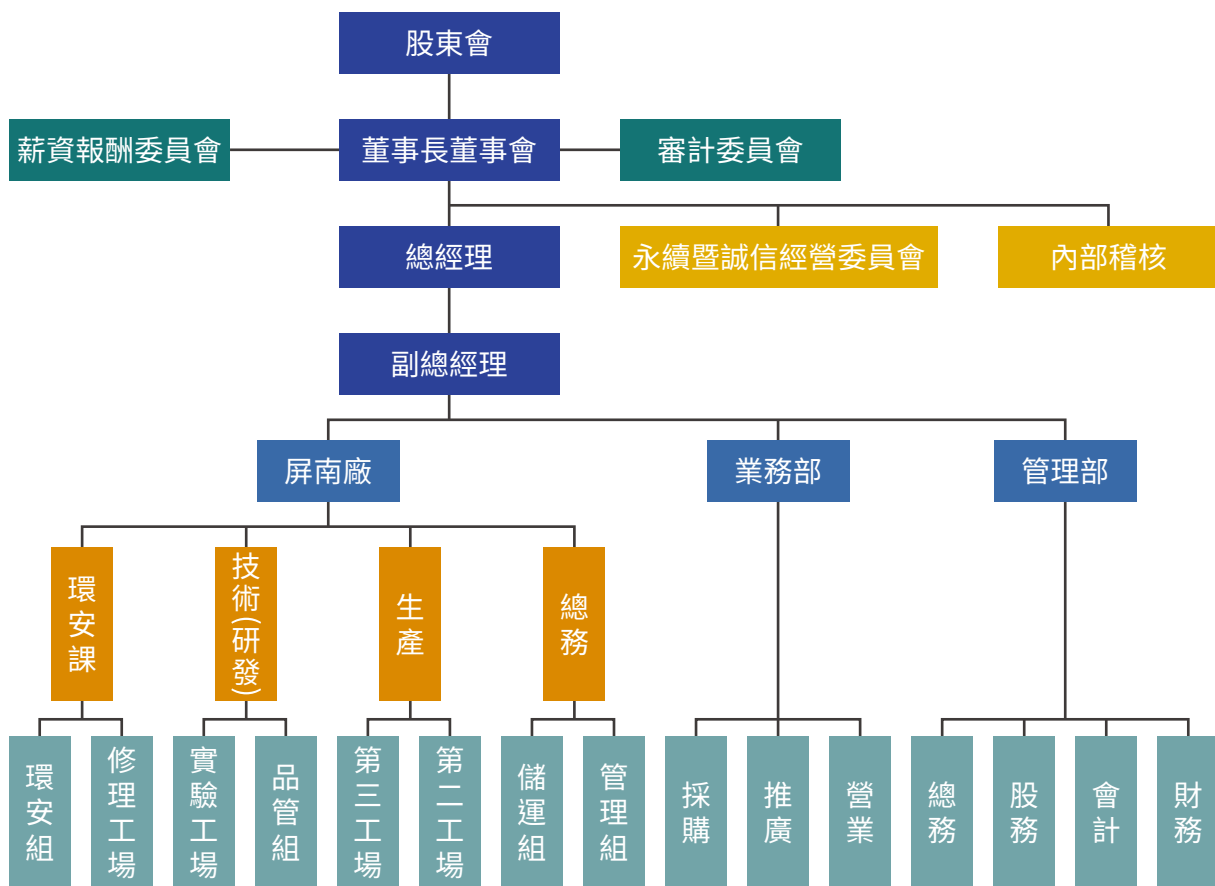 股東會
薪資報酬委員會
董事長董事會
審計委員會
總經理
永續暨誠信經營委員會
內部稽核
副總經理
屏南廠
業務部
管理部
環安課
技術(研發)
生產
總務
環安組
修理工場
實驗工場
品管組
第三工場
第二工場
儲運組
管理組
採購
推廣
營業
總務
股務
會計
財務